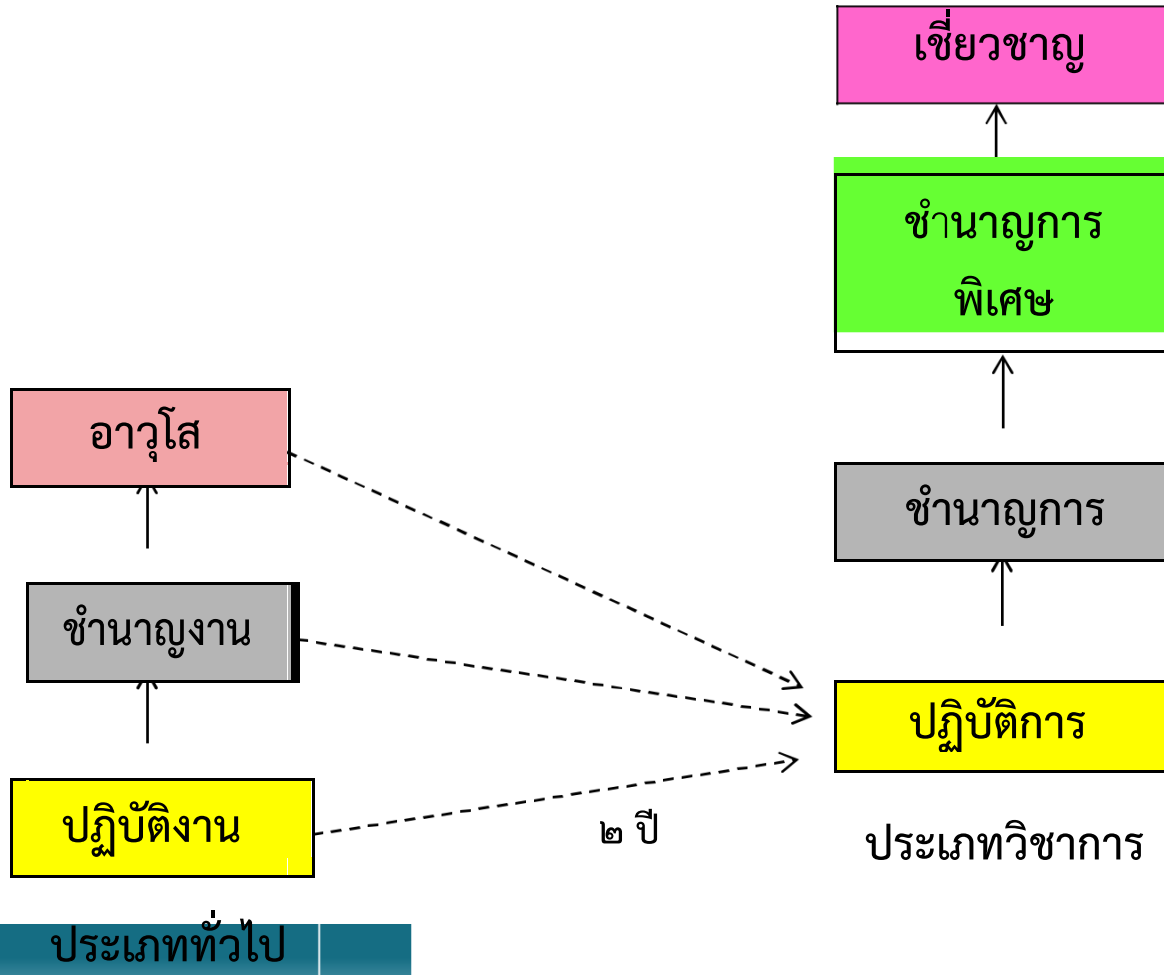 เชี่ยวชาญ
ชำนาญการ
พิเศษ
อาวุโส
ชำนาญการ
ชำนาญงาน
ปฏิบัติการ
ปฏิบัติงาน
๒ ปี
ประเภทวิชาการ
ประเภททั่วไป